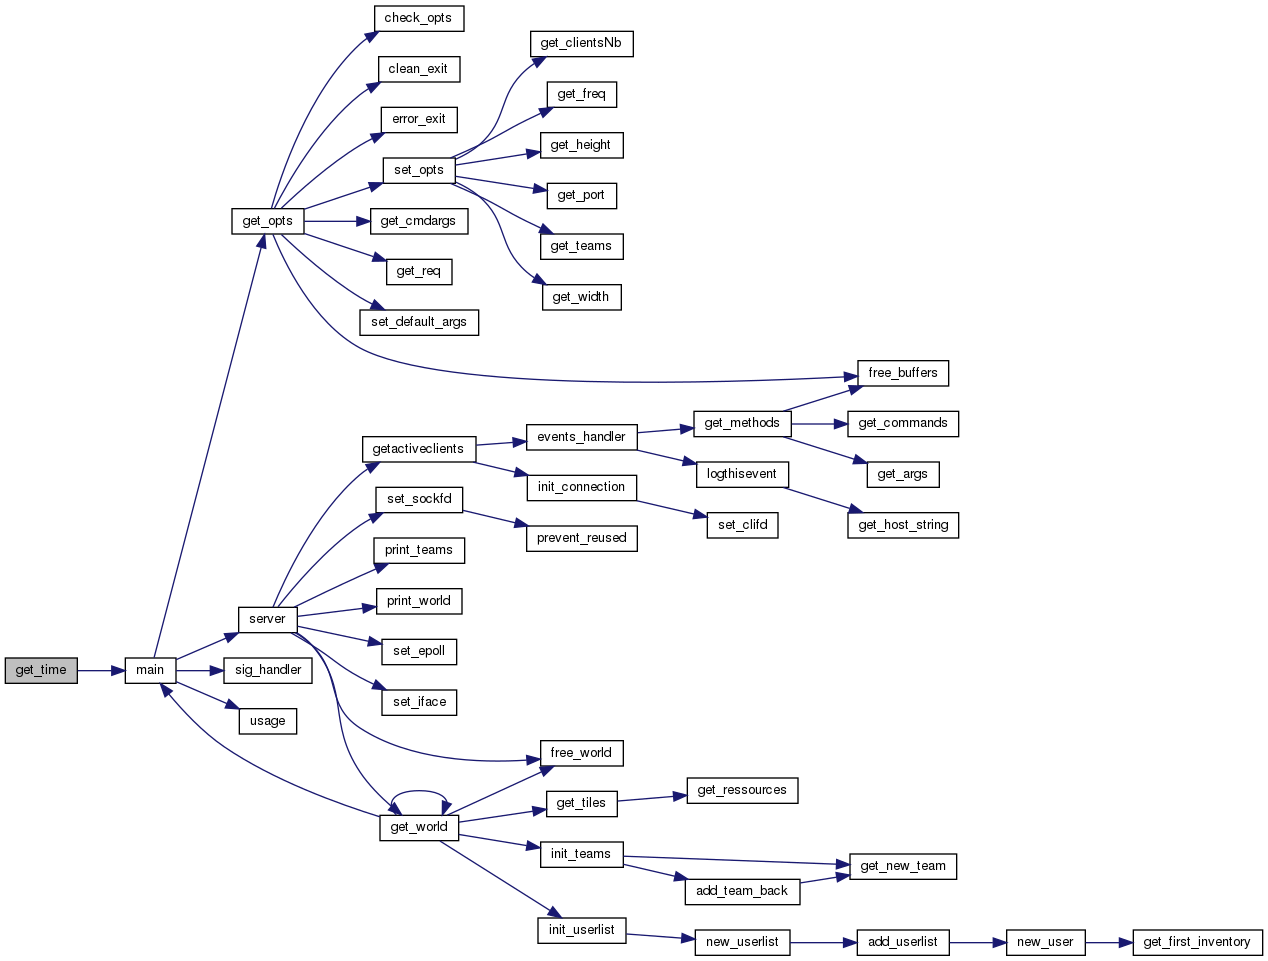 check_opts
get_clientsNb
clean_exit
get_freq
error_exit
get_height
set_opts
get_port
get_opts
get_cmdargs
get_teams
get_req
get_width
set_default_args
free_buffers
get_methods
get_commands
events_handler
getactiveclients
logthisevent
get_args
init_connection
set_sockfd
set_clifd
get_host_string
prevent_reused
print_teams
print_world
server
set_epoll
get_time
main
sig_handler
set_iface
usage
free_world
get_ressources
get_tiles
get_world
init_teams
get_new_team
add_team_back
init_userlist
new_userlist
add_userlist
new_user
get_first_inventory